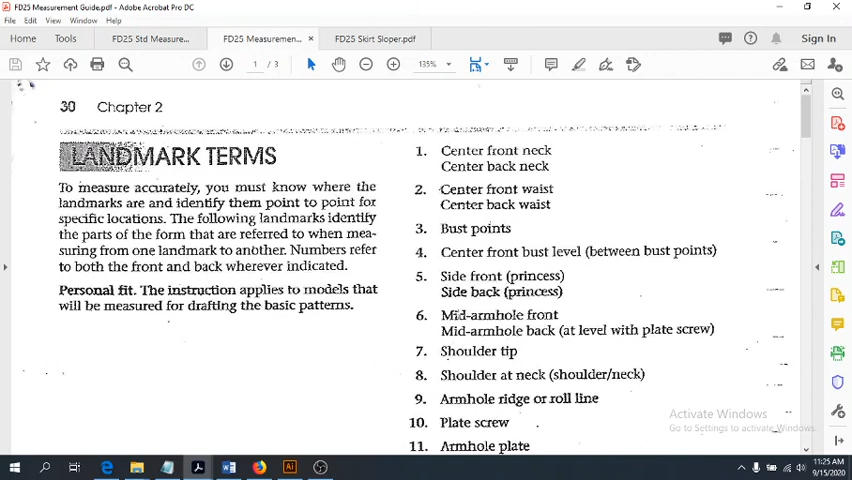 FD25 Measurement Guide.pdf - Adobe Acrobat Pro DC
File Edit View Window Help
Home Tools FD25 Std Measure... FD25 Measuremen... × FD25 Skirt Sloper.pdf Sign In
1 / 3 135%
30 Chapter 2
LANDMARK TERMS
To measure accurately, you must know where the
landmarks are and identify them point to point for
specific locations. The following landmarks identify
the parts of the form that are referred to when mea-
suring from one landmark to another. Numbers refer
to both the front and back wherever indicated.
Personal fit. The instruction applies to models that
will be measured for drafting the basic patterns.
1. Center front neck
Center back neck
2. Center front waist
Center back waist
3. Bust points
4. Center front bust level (between bust points)
5. Side front (princess)
Side back (princess)
6. Mid-armhole front
Mid-armhole back (at level with plate screw)
7. Shoulder tip
8. Shoulder at neck (shoulder/neck)
9. Armhole ridge or roll line
10. Plate screw
11. Armhole plate
Activate Windows
Go to Settings to activate Windows.
11:25 AM
9/15/2020